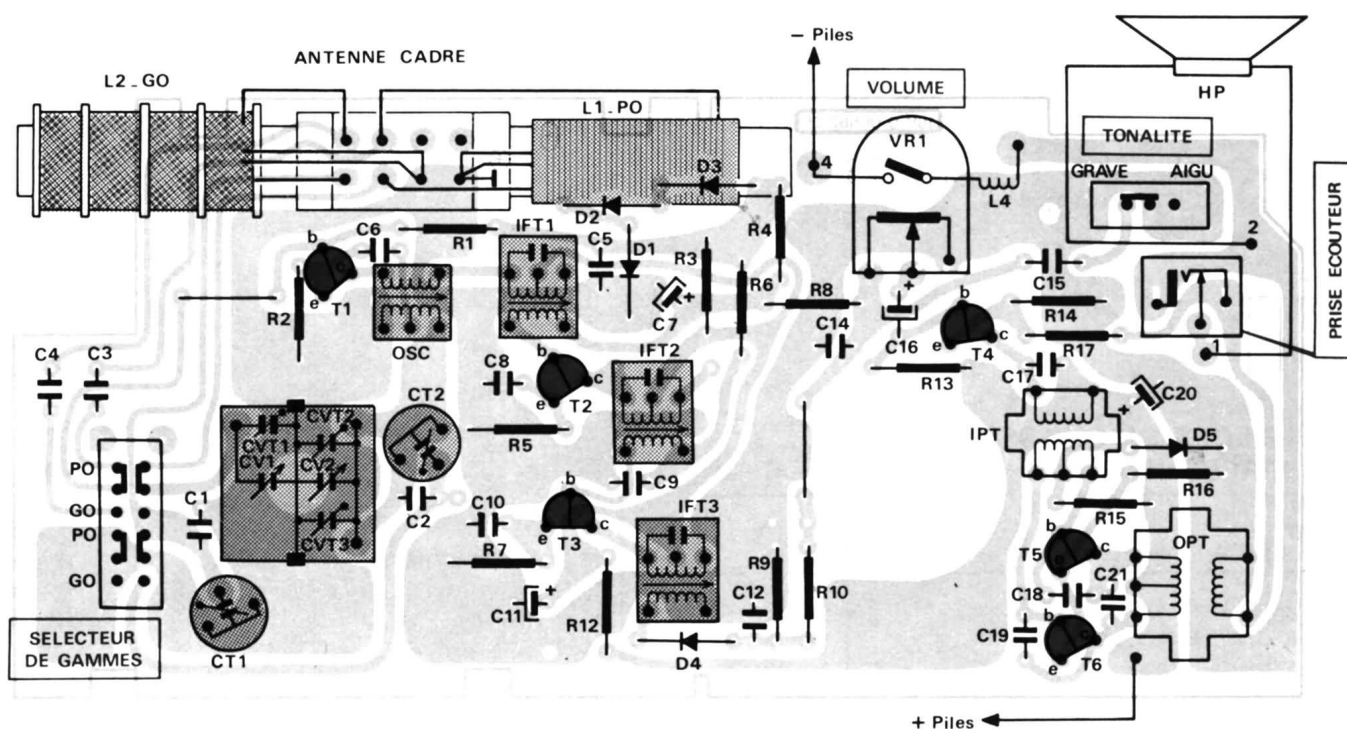 - Piles
ANTENNE CADRE
L2_GO
VOLUME
HP
L1_PO
VR1
TONALITE
D3
4
GRAVE AIGU
L4
PRISE ECOUTEUR
D2
C6
R1
IFT1
C5
D1
R4
2
b
R3
R6
C15
V
e
T1
+
R8
b
R2
C7
+
R14
OSC
C14
C16
e
T4
c
R17
1
C4
C3
C8
b
IFT2
R13
C17
e
T2
c
CT2
C20
+
CVT2
CVT1
R5
IPT
D5
CV1
CV2
PO
C9
R16
C1
C2
C10
b
IFT3
R15
GO
CVT3
e
T3
c
b
OPT
PO
T5
c
R7
R9
C21
GO
+
C12
R10
C18
C11
R12
b
C19
c
SELECTEUR
DE GAMMES
CT1
D4
e
T6
+ Piles